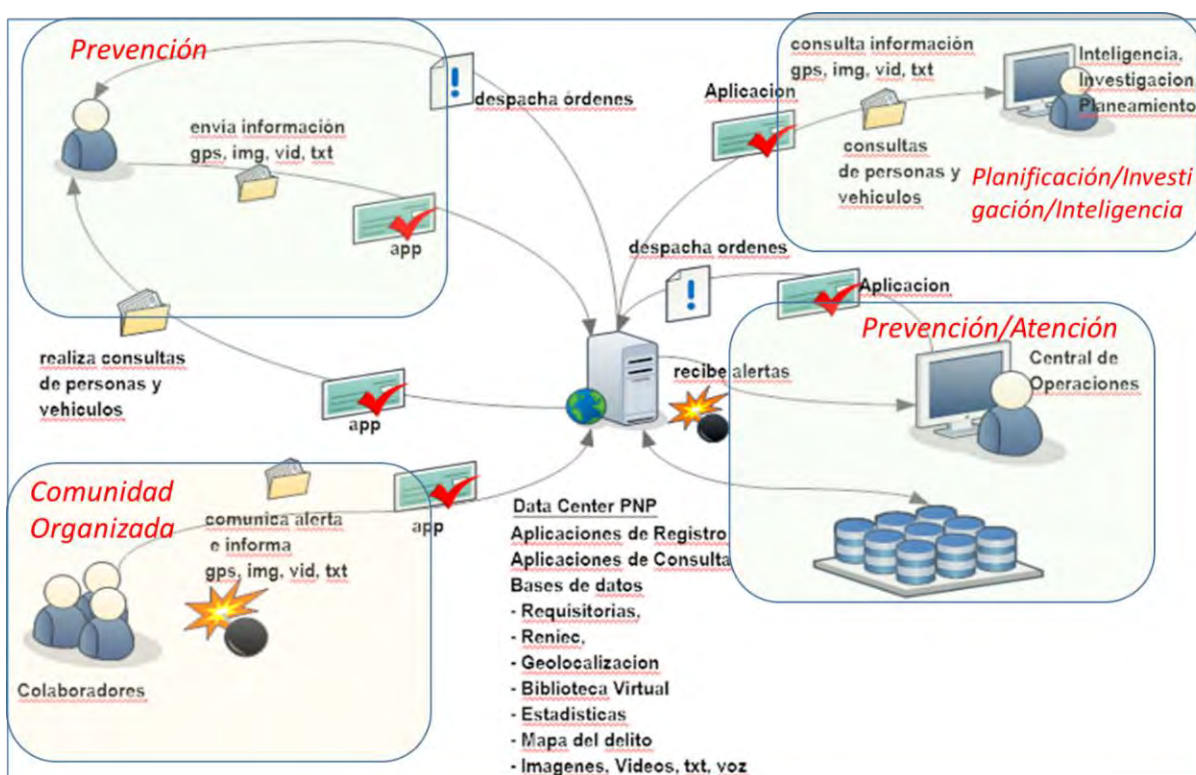 Prevención
despacha órdenes
envía información
gps, img, vid, txt
app
realiza consultas
de personas y
vehiculos
app
consulta información
gps, img, vid, txt
Aplicacion
Inteligencia,
Investigacion
Planeamiento
consultas
de personas y
vehiculos
Planificación/Investi
gación/Inteligencia
despacha ordenes
Aplicacion
Prevención/Atención
recibe alertas
Central de
Operaciones
Comunidad
Organizada
app
comunica alerta
e informa
gps, img, vid, txt
Colaboradores
Data Center PNP
Aplicaciones de Registro
Aplicaciones de Consulta
Bases de datos
- Requisitorias,
- Reniec,
- Geolocalizacion
- Biblioteca Virtual
- Estadisticas
- Mapa del delito
- Imagenes, Videos, txt, voz